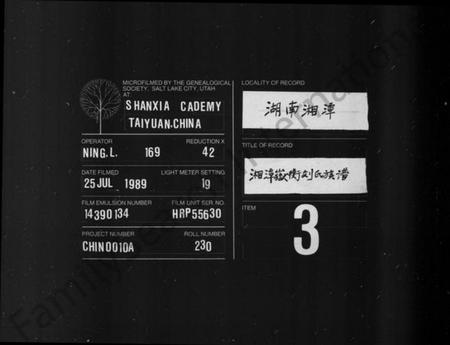 MICROFILMED BY THE GENEALOGICAL
SOCIETY, SALT LAKE CITY, UTAH
AT:
SHANXIA CADEMY
TAIYUAN.CHINA
OPERATOR REDUCTION X
NING.L. 169 42
DATE FILMED LIGHT METER SETTING
25 JUL 1989 19
FILM EMULSION NUMBER FILM UNIT SER. NO.
14390134 HRP55630
PROJECT NUMBER ROLL NUMBER
CHIN0010A 230
LOCALITY OF RECORD
湖南湘潭
TITLE OF RECORD
湘潭嶽衡刘氏族谱
ITEM
3